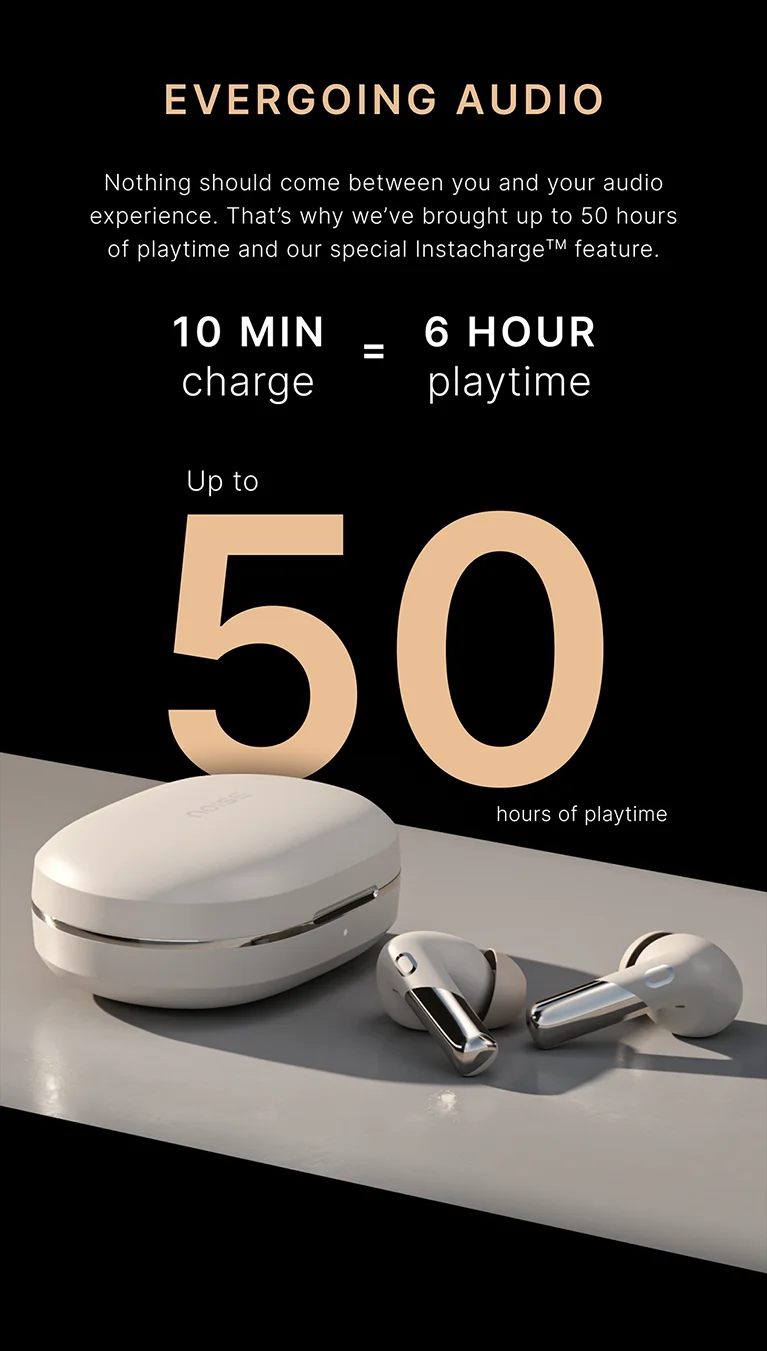 EVERGOING AUDIO
Nothing should come between you and your audio
experience. That’s why we’ve brought up to 50 hours
of playtime and our special Instacharge™ feature.
10 MIN = 6 HOUR
charge playtime
Up to
50
hours of playtime
NOISE